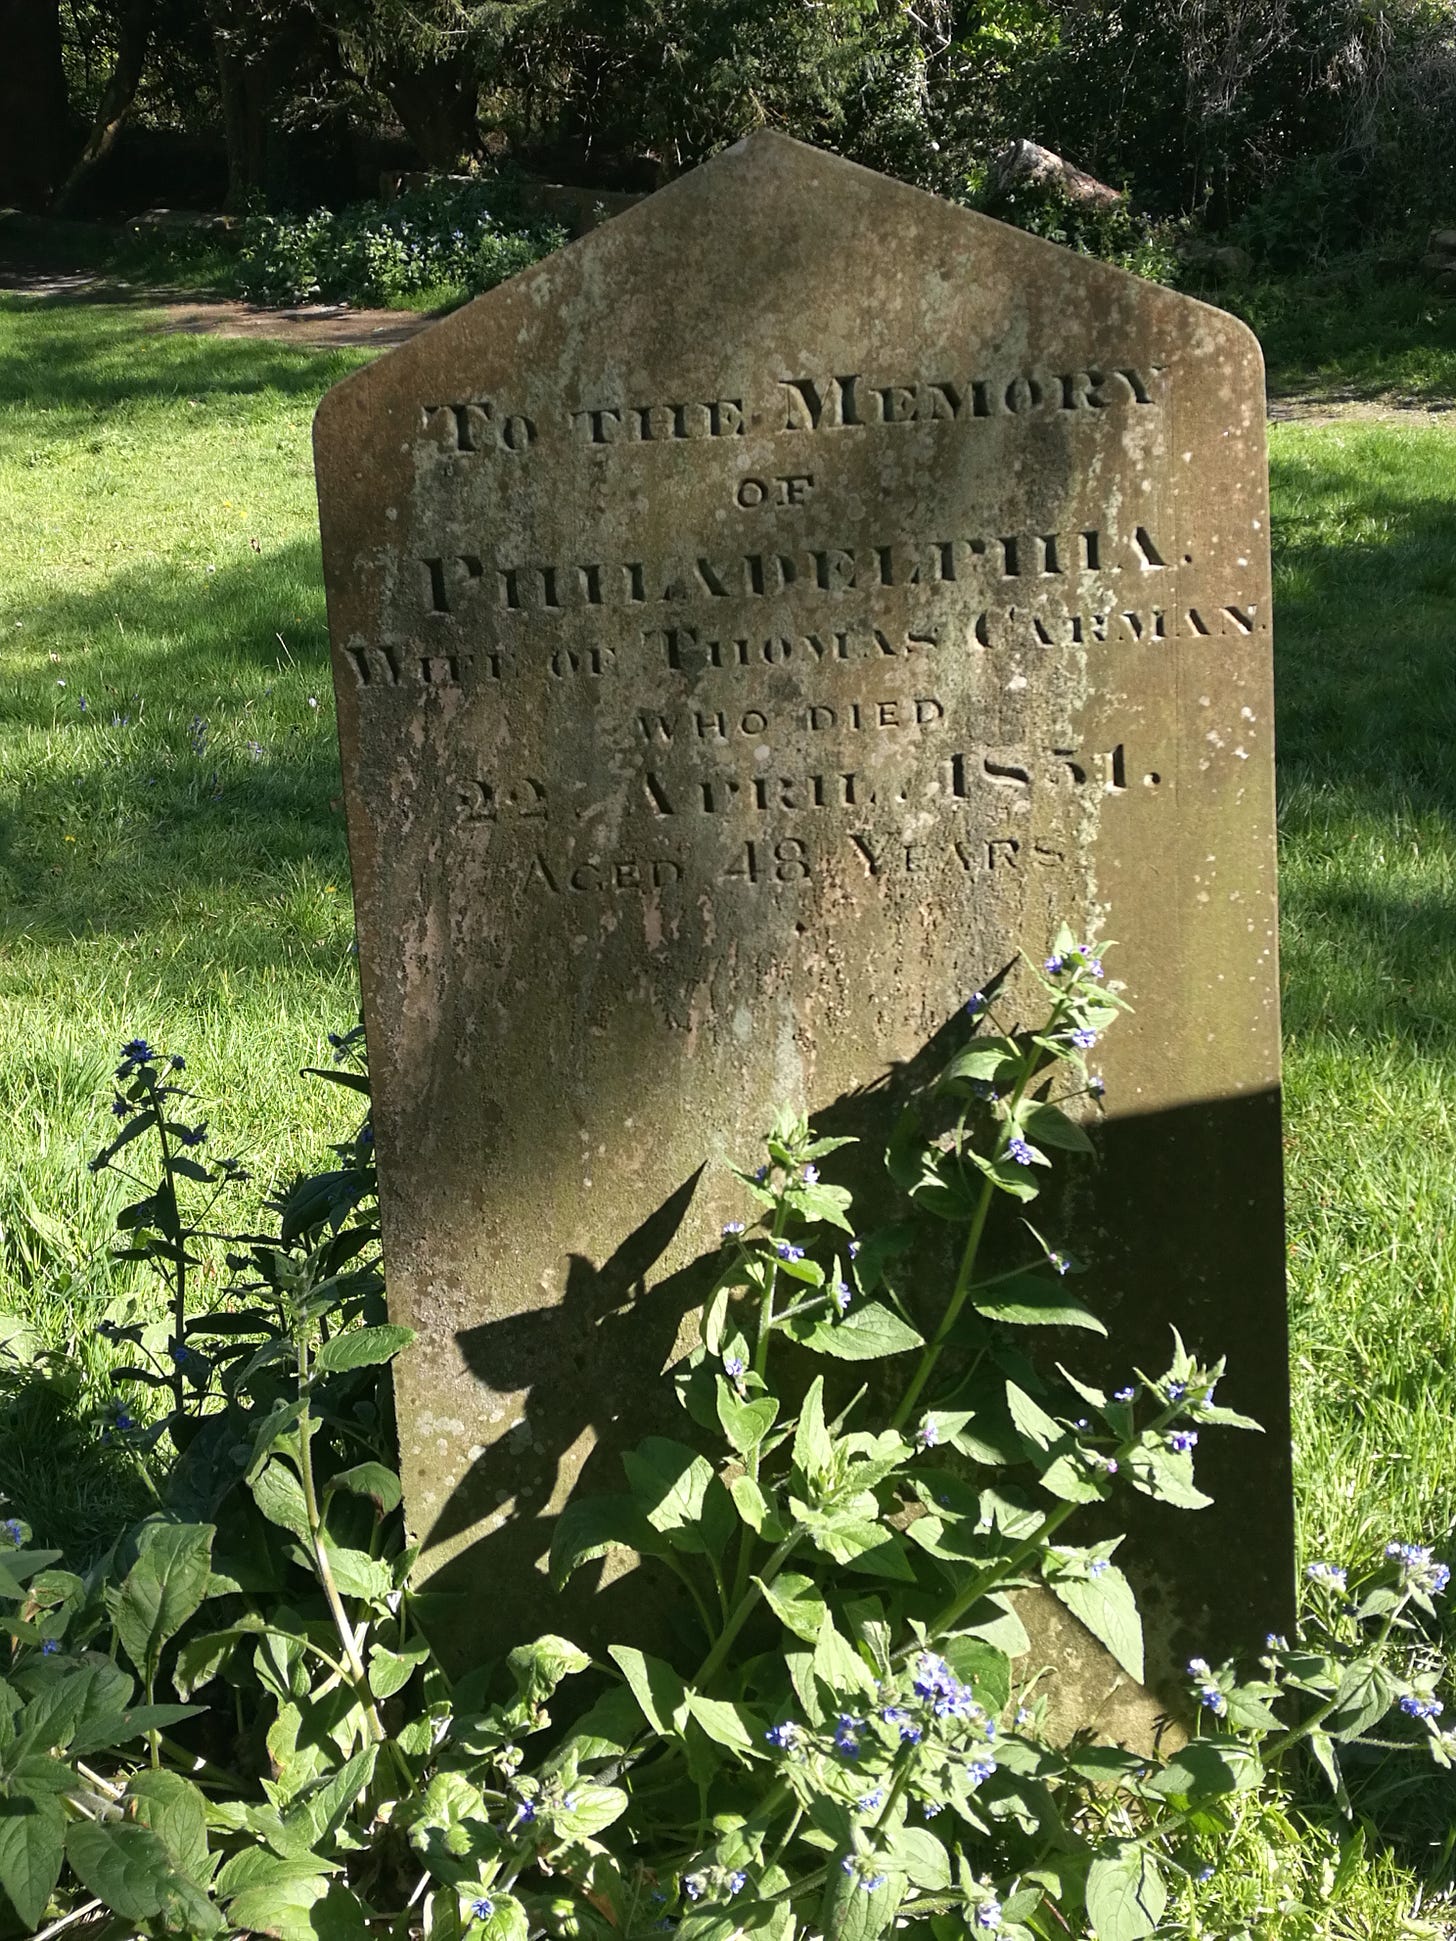 TO THE MEMORY
OF
PHILADELPHIA.
WIFE OF THOMAS CARMAN.
WHO DIED
22. APRIL. 1851.
AGED 48 YEARS